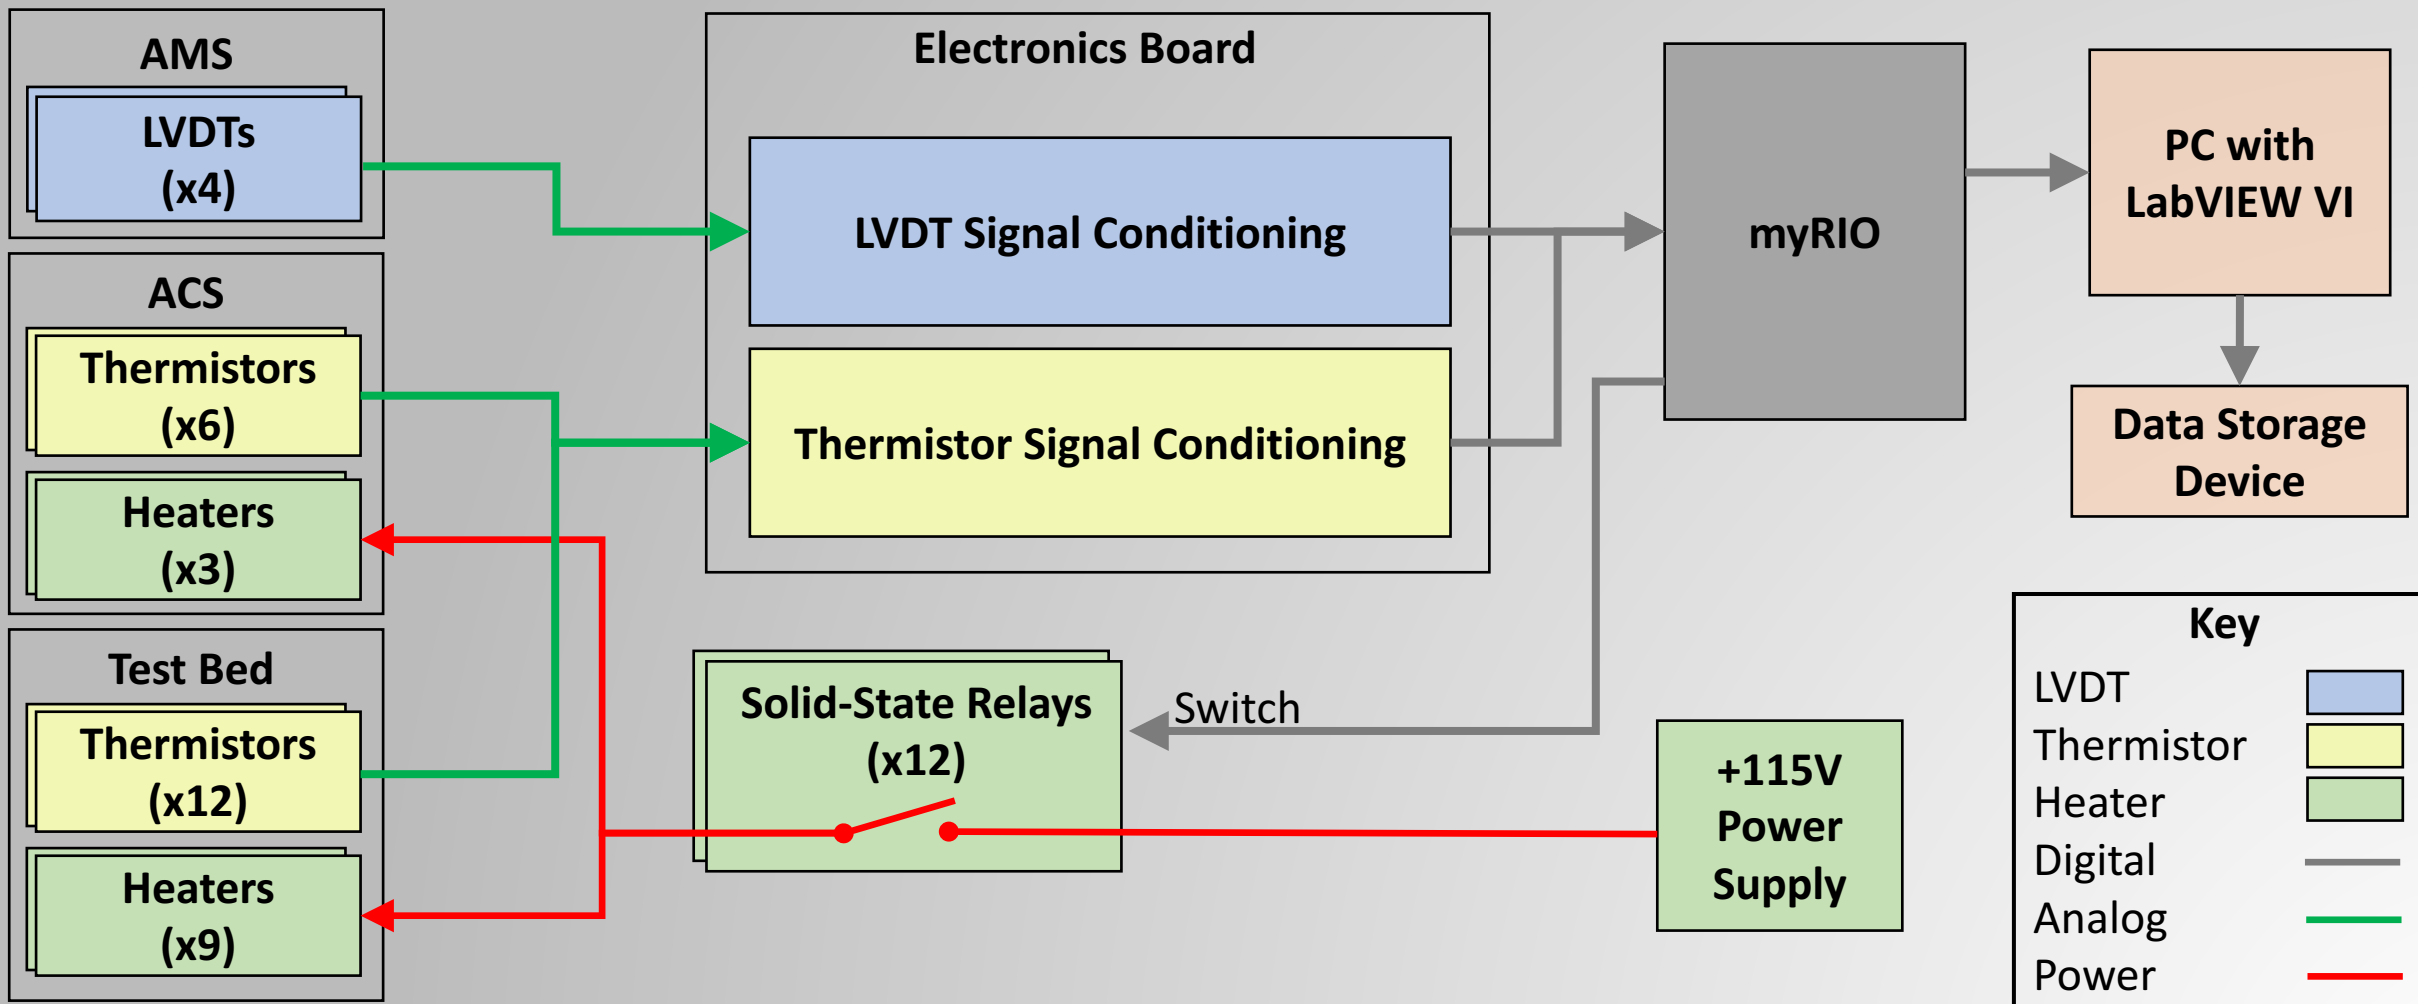 AMS
LVDTs
(x4)
ACS
Thermistors
(x6)
Heaters
(x3)
Test Bed
Thermistors
(x12)
Heaters
(x9)
Electronics Board
LVDT Signal Conditioning
Thermistor Signal Conditioning
Solid-State Relays
(x12)
Switch
myRIO
+115V
Power
Supply
PC with
LabVIEW VI
Data Storage
Device
Key
LVDT
Thermistor
Heater
Digital
Analog
Power